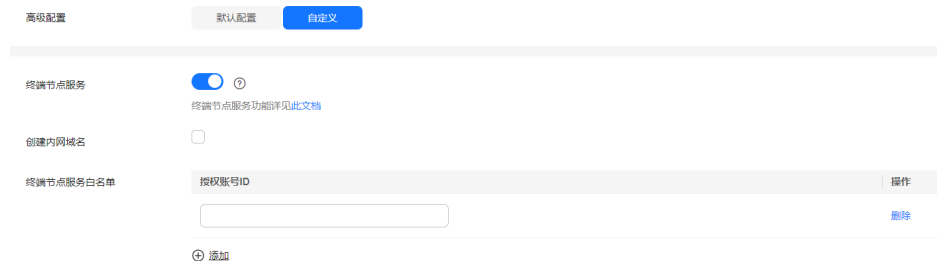 高级配置 默认配置 自定义
终端节点服务
终端节点服务功能详见此文档
创建内网域名
终端节点服务白名单 授权账号ID 操作
删除
添加